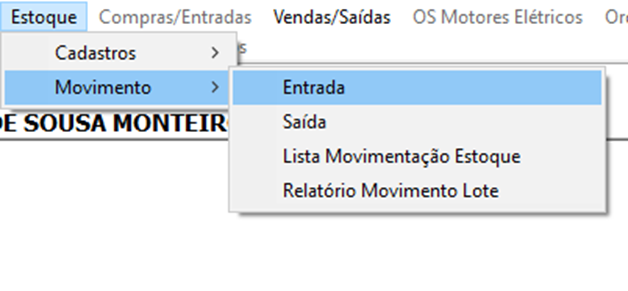 Estoque Compras/Entradas Vendas/Saídas OS Motores Elétricos
Cadastros
Movimento
DE SOUSA MONTEIR
Entrada
Saída
Lista Movimentação Estoque
Relatório Movimento Lote